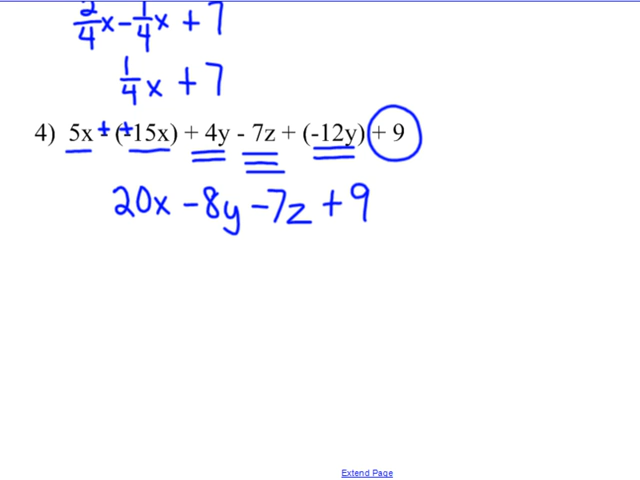 2/4x - 1/4x + 7
1/4x + 7
4) 5x + (+15x) + 4y - 7z + (-12y) + 9
20x - 8y - 7z + 9
Extend Page